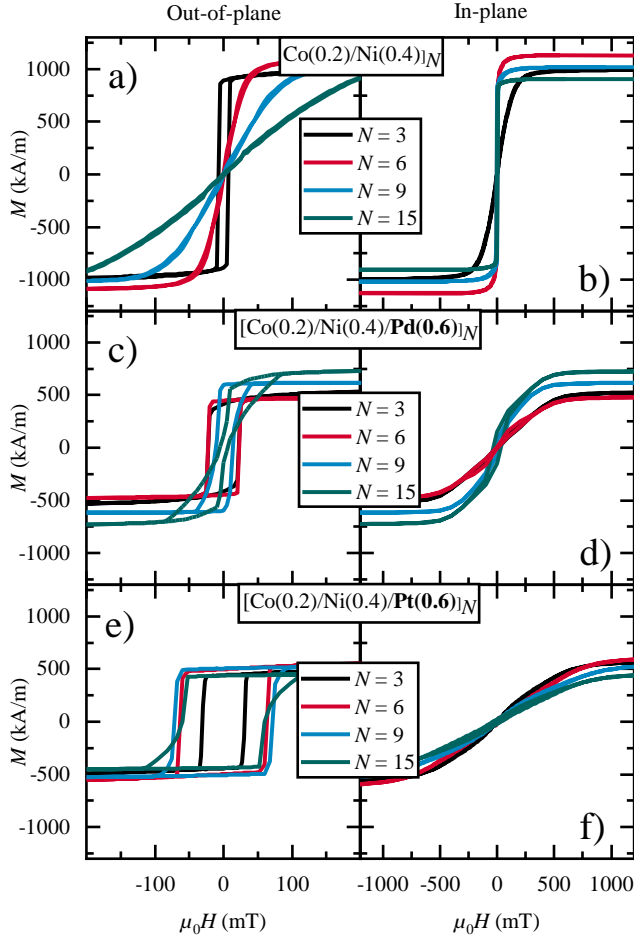 Out-of-plane In-plane
a) Co(0.2)/Ni(0.4)]N
1000
500
0
-500
-1000
M (kA/m)
N = 3
N = 6
N = 9
N = 15
b)
c) [Co(0.2)/Ni(0.4)/Pd(0.6)]N
1000
500
0
-500
-1000
M (kA/m)
N = 3
N = 6
N = 9
N = 15
d)
e) [Co(0.2)/Ni(0.4)/Pt(0.6)]N
1000
500
0
-500
-1000
M (kA/m)
N = 3
N = 6
N = 9
N = 15
f)
-100 0 100 -1000 -500 0 500 1000
μ0H (mT) μ0H (mT)